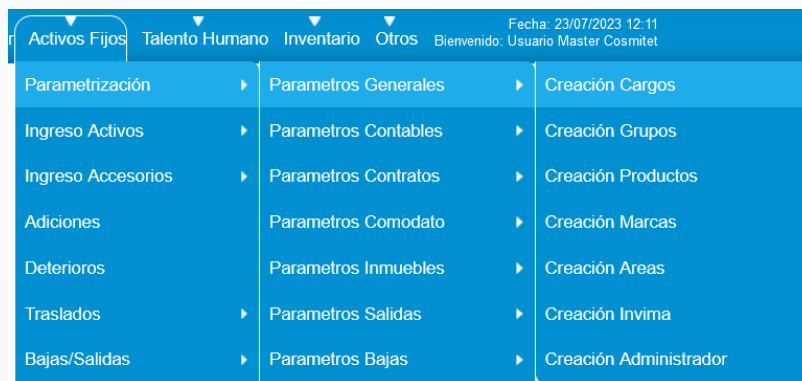 Fecha: 23/07/2023 12:11
Activos Fijos Talento Humano Inventario Otros Bienvenido: Usuario Master Cosmitet
Parametrización Parametros Generales Creación Cargos
Ingreso Activos Parametros Contables Creación Grupos
Ingreso Accesorios Parametros Contratos Creación Productos
Adiciones Parametros Comodato Creación Marcas
Deterioros Parametros Inmuebles Creación Areas
Traslados Parametros Salidas Creación Invima
Bajas/Salidas Parametros Bajas Creación Administrador